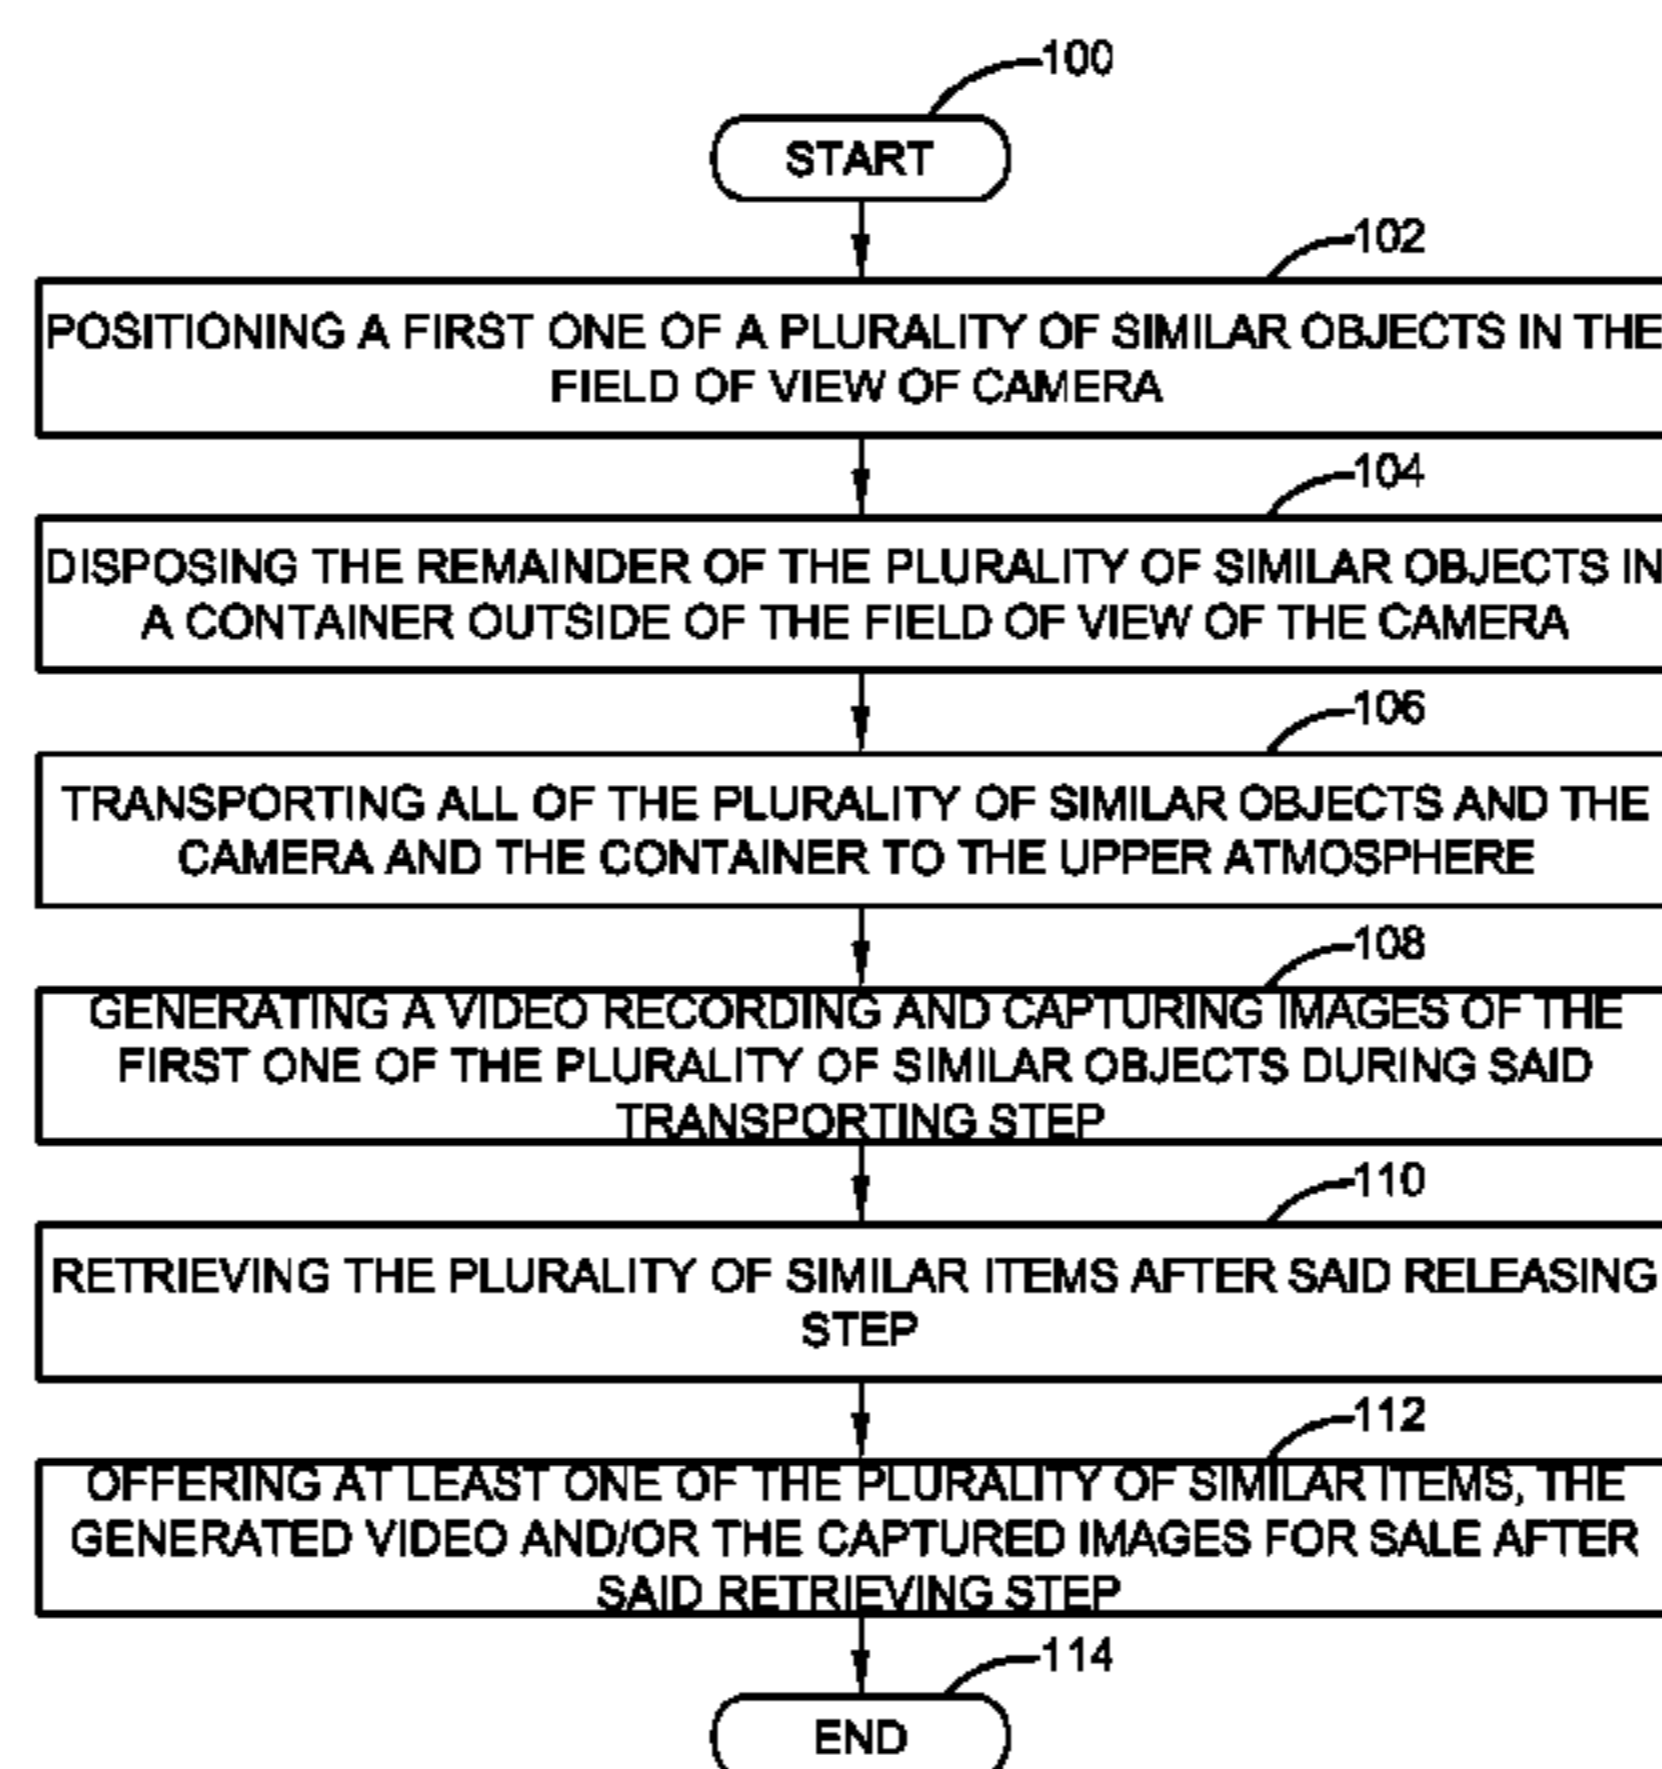 100
START
102
POSITIONING A FIRST ONE OF A PLURALITY OF SIMILAR OBJECTS IN THE
FIELD OF VIEW OF CAMERA
104
DISPOSING THE REMAINDER OF THE PLURALITY OF SIMILAR OBJECTS IN
A CONTAINER OUTSIDE OF THE FIELD OF VIEW OF THE CAMERA
106
TRANSPORTING ALL OF THE PLURALITY OF SIMILAR OBJECTS AND THE
CAMERA AND THE CONTAINER TO THE UPPER ATMOSPHERE
108
GENERATING A VIDEO RECORDING AND CAPTURING IMAGES OF THE
FIRST ONE OF THE PLURALITY OF SIMILAR OBJECTS DURING SAID
TRANSPORTING STEP
110
RETRIEVING THE PLURALITY OF SIMILAR ITEMS AFTER SAID RELEASING
STEP
112
OFFERING AT LEAST ONE OF THE PLURALITY OF SIMILAR ITEMS, THE
GENERATED VIDEO AND/OR THE CAPTURED IMAGES FOR SALE AFTER
SAID RETRIEVING STEP
114
END